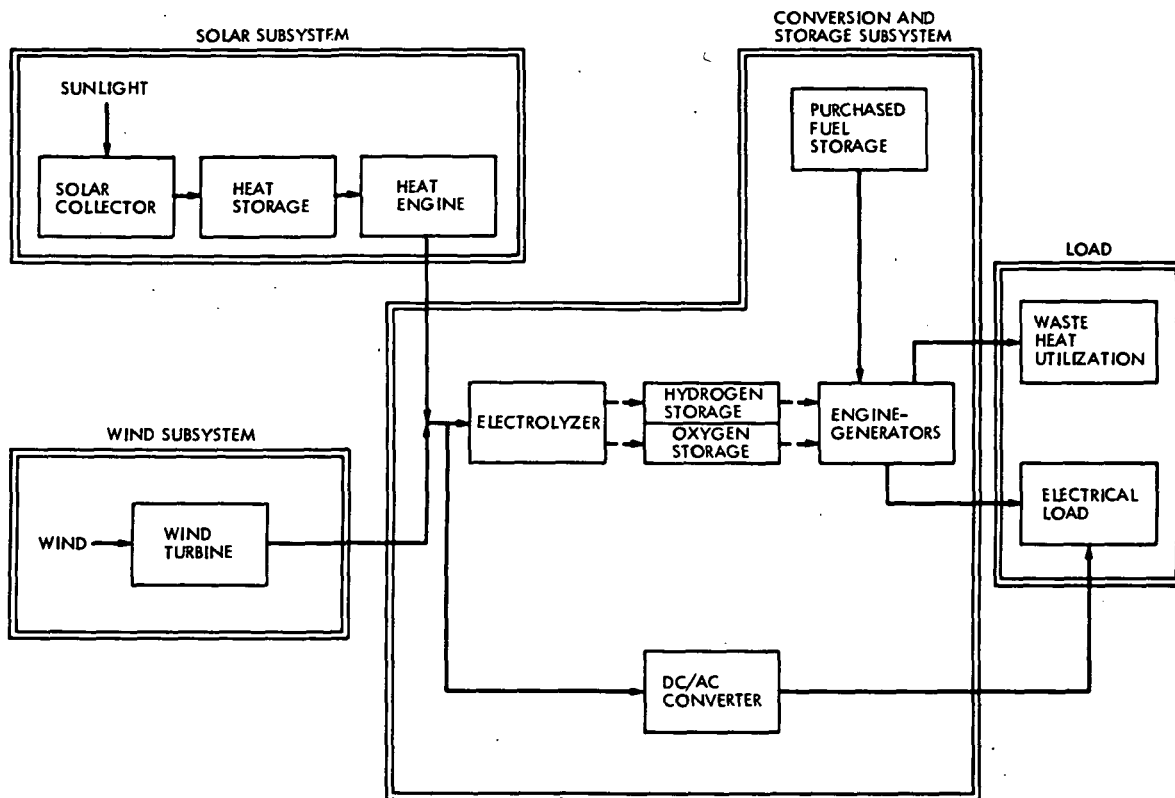 CONVERSION AND
STORAGE SUBSYSTEM
SOLAR SUBSYSTEM
SUNLIGHT
SOLAR
COLLECTOR
HEAT
STORAGE
HEAT
ENGINE
PURCHASED
FUEL
STORAGE
LOAD
WASTE
HEAT
UTILIZATION
ELECTROLYZER
HYDROGEN
STORAGE
OXYGEN
STORAGE
ENGINE-
GENERATORS
WIND SUBSYSTEM
WIND
WIND
TURBINE
ELECTRICAL
LOAD
DC/AC
CONVERTER